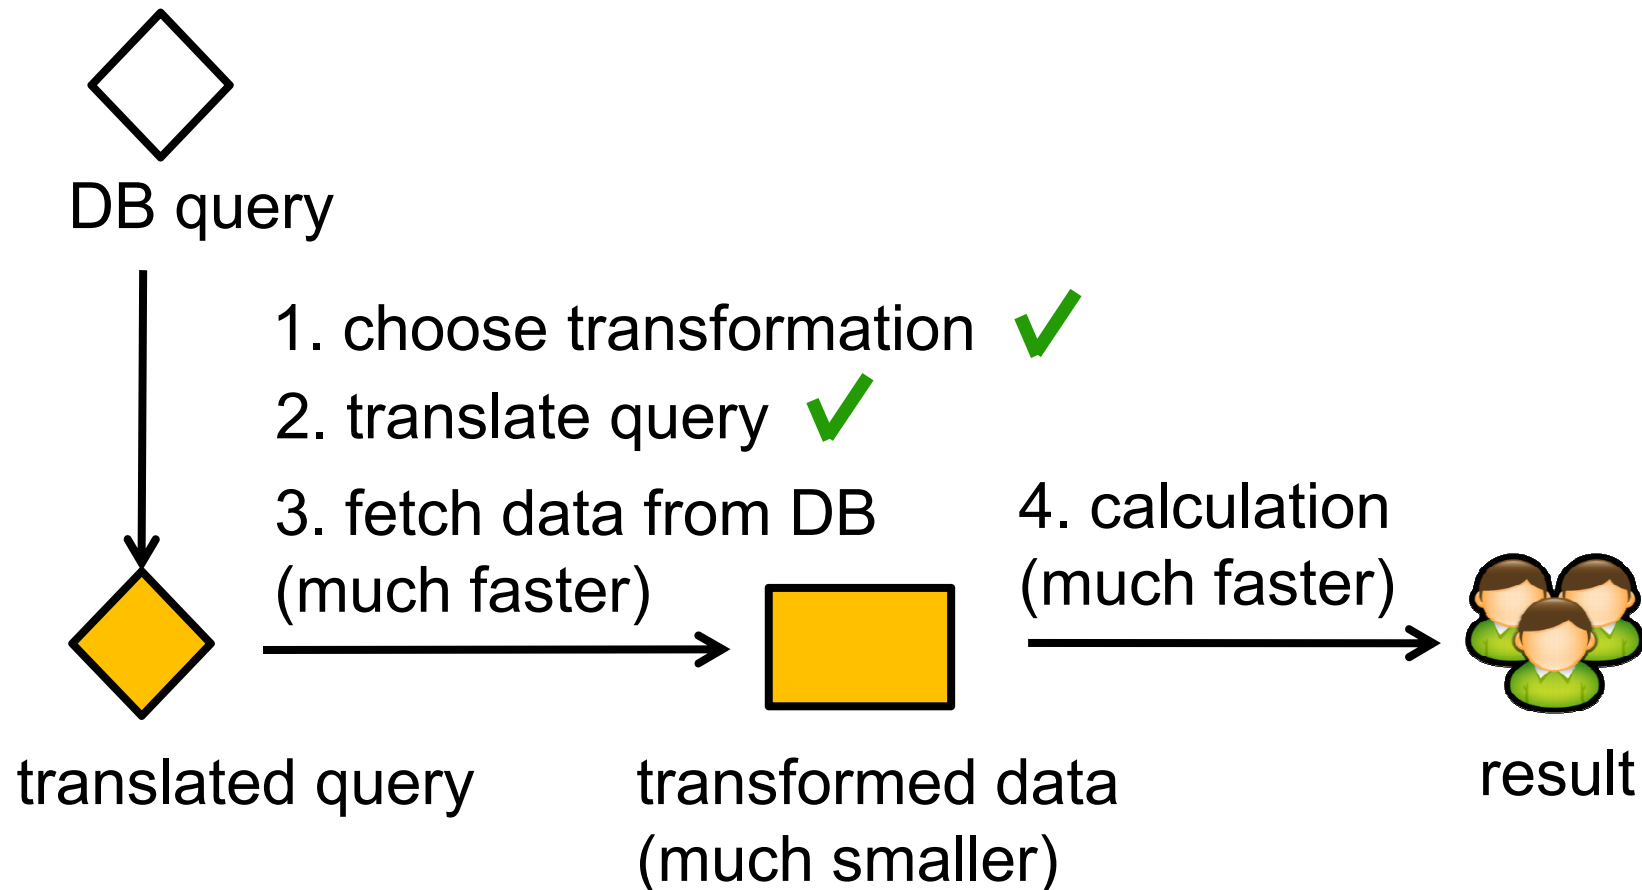 DB query
1. choose transformation
2. translate query
3. fetch data from DB
(much faster)
4. calculation
(much faster)
translated query
transformed data
(much smaller)
result